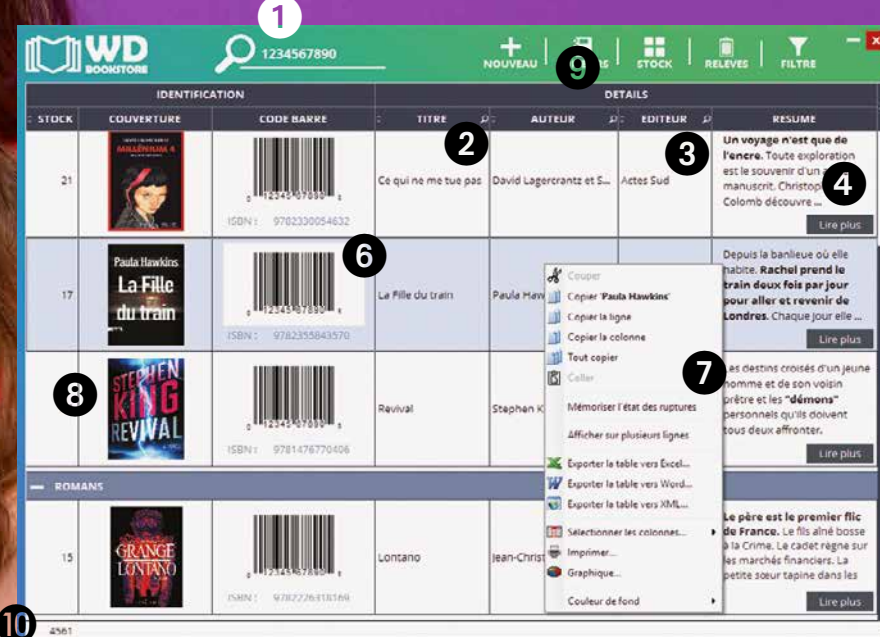 1
WD
BOOKSTORE
1234567890
NOUVEAU
9
STOCK
RELEVES
FILTRE
IDENTIFICATION
DETAILS
STOCK
COUVERTURE
CODE BARRE
TITRE
2
AUTEUR
EDITEUR
3
RESUME
21
MILLÉNIUM 4
ISBN : 9782330054632
Ce qui ne me tue pas
David Lagercrantz et S...
Actes Sud
Un voyage n'est que de
l'encre. Toute exploration
est le souvenir d'un
manuscrit.
4
Colomb découvre ...
Lire plus
17
Paula Hawkins
La Fille
du train
6
ISBN : 9782355843570
La Fille du train
Paula Haw
Depuis la banlieue où elle
habite. Rachel prend le
train deux fois par jour
pour aller et revenir de
Londres. Chaque jour elle ...
Lire plus
Couper
Copier 'Paula Hawkins'
Copier la ligne
Copier la colonne
Tout copier
Coller
7
Mémoriser l'état des ruptures
Afficher sur plusieurs lignes
Exporter la table vers Excel...
Exporter la table vers Word...
Exporter la table vers XML...
Sélectionner les colonnes...
Imprimer...
Graphique...
Couleur de fond
8
STEPHEN
KING
REVIVAL
ISBN : 9781476770406
Revival
Stephen K
Les destins croisés d'un jeune
homme et de son voisin
prêtre et les "démons"
personnels qu'ils doivent
tous deux affronter.
Lire plus
ROMANS
15
GRANGE
LONTANO
ISBN : 9782226318169
Lontano
Jean-Christ
Le père est le premier flic
de France. Le fils aîné bosse
à la Crime. Le cadet règne sur
les marchés financiers. La
petite sœur tapine dans les
Lire plus
10
4561